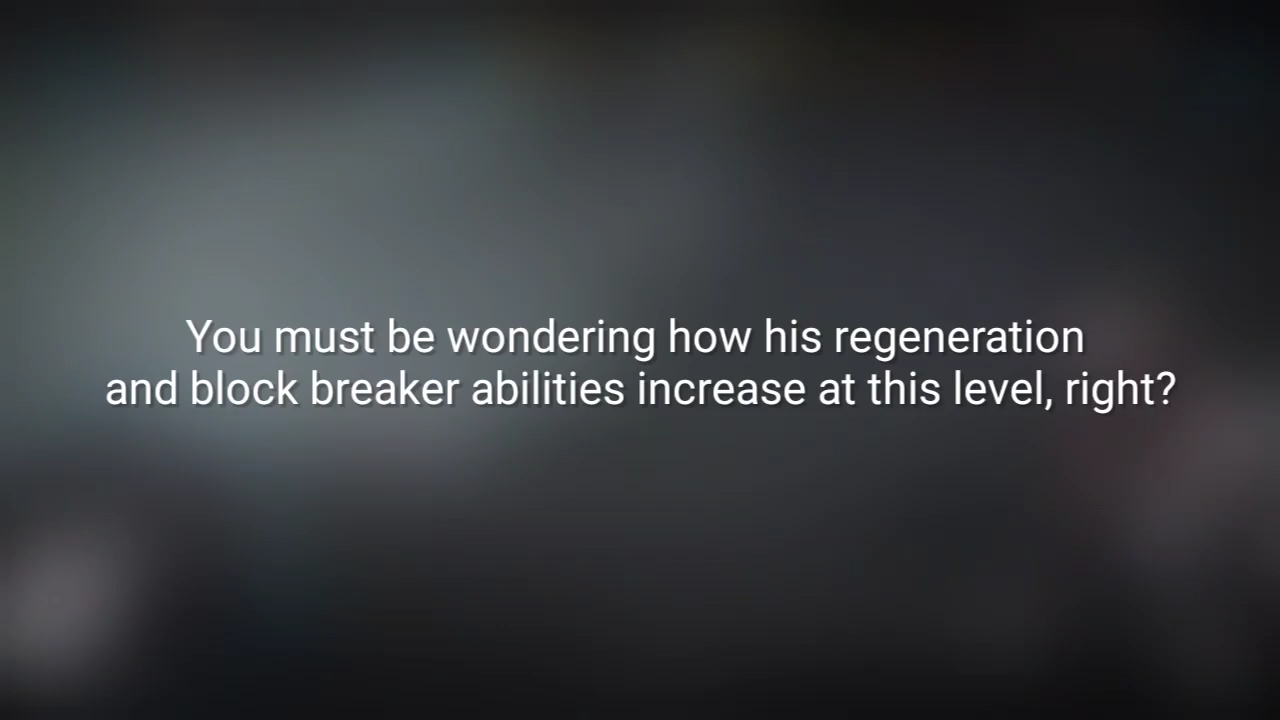 You must be wondering how his regeneration
and block breaker abilities increase at this level, right?